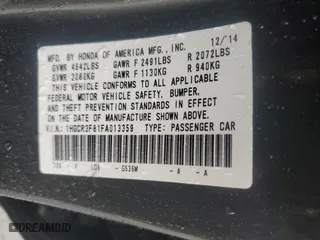 MFD. BY HONDA OF AMERICA MFG., INC. 12/14
GVWR 4542LBS GAWR F 2491LBS R 2072LBS
GVWR 2060KG GAWR F 1130KG R 940KG
THIS VEHICLE CONFORMS TO ALL APPLICABLE
FEDERAL MOTOR VEHICLE SAFETY, BUMPER,
AND THEFT PREVENTION STANDARDS IN
EFFECT ON THE DATE OF
MANUFACTURE SHOWN ABOVE.
V.I.N.: 1HGCR3F81FA013359 TYPE: PASSENGER CAR
G536M - A - A
DREAMBID